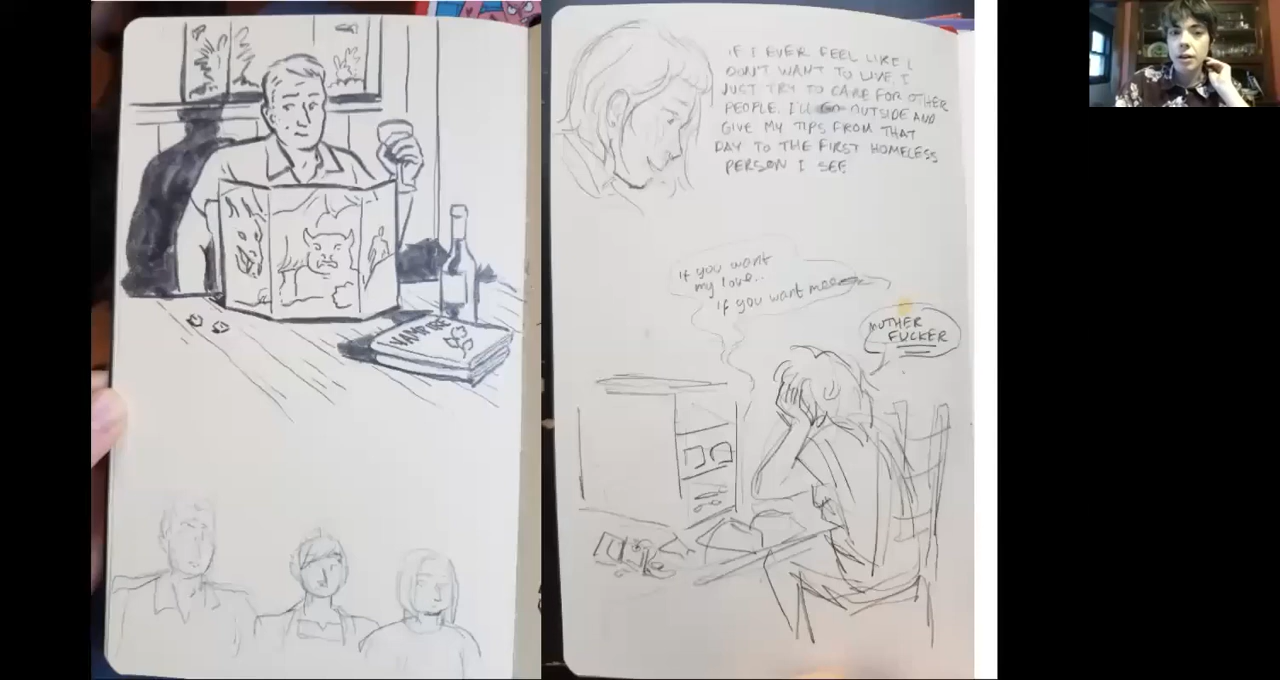 VAMPIRE
IF I EVER FEEL LIKE I
DON'T WANT TO LIVE I
JUST TRY TO CARE FOR OTHER
PEOPLE. I'LL GO OUTSIDE AND
GIVE MY TIPS FROM THAT
DAY TO THE FIRST HOMELESS
PERSON I SEE
if you want
my love...
if you want me
MOTHER
FUCKER